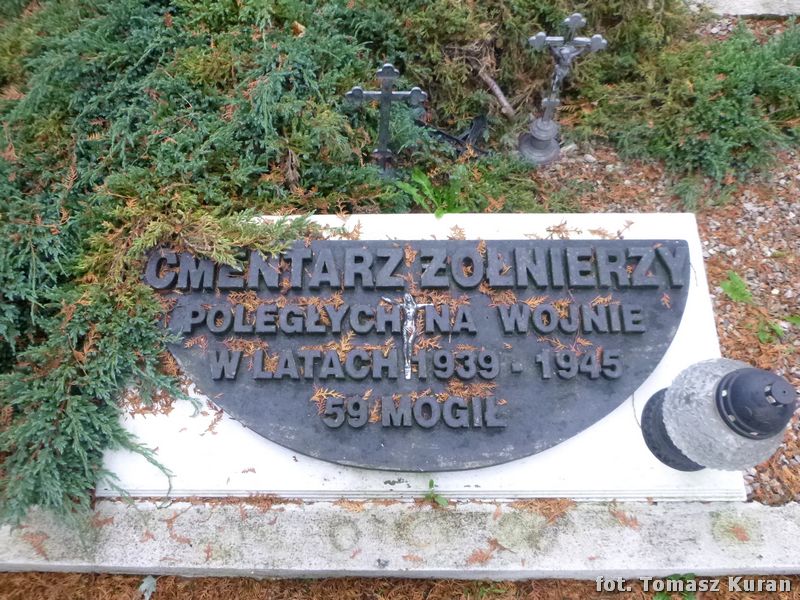 CMENTARZ ŻOŁNIERZY
POLEGŁYCH NA WOJNIE
W LATACH 1939 - 1945
59 MOGIŁ
fot. Tomasz Kuran